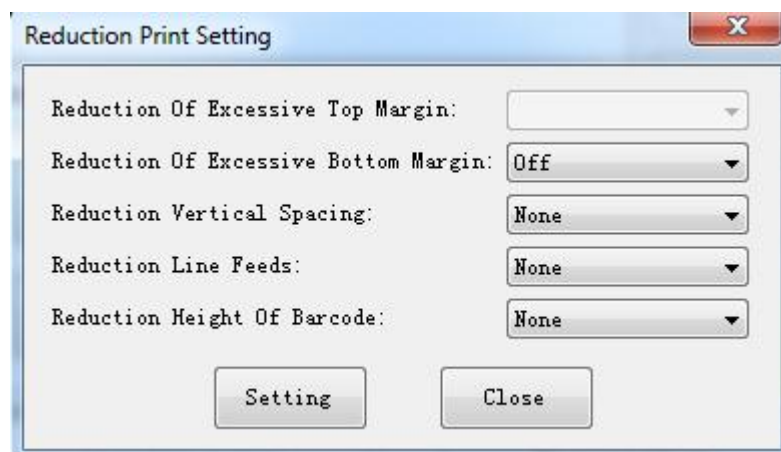 Reduction Print Setting
Reduction Of Excessive Top Margin:
Reduction Of Excessive Bottom Margin: Off
Reduction Vertical Spacing: None
Reduction Line Feeds: None
Reduction Height Of Barcode: None
Setting Close